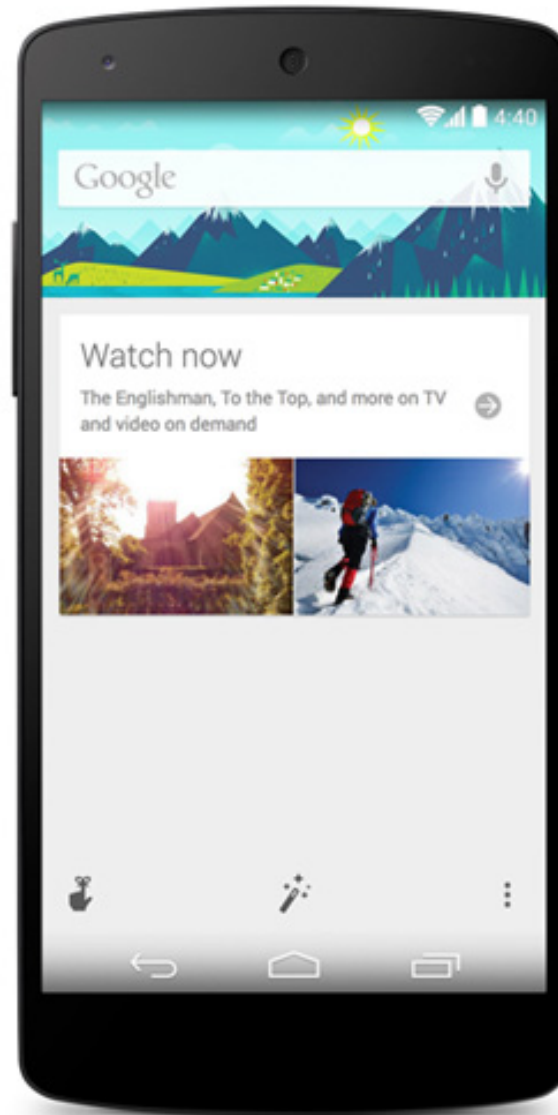 4:40
Google
Watch now
The Englishman, To the Top, and more on TV
and video on demand